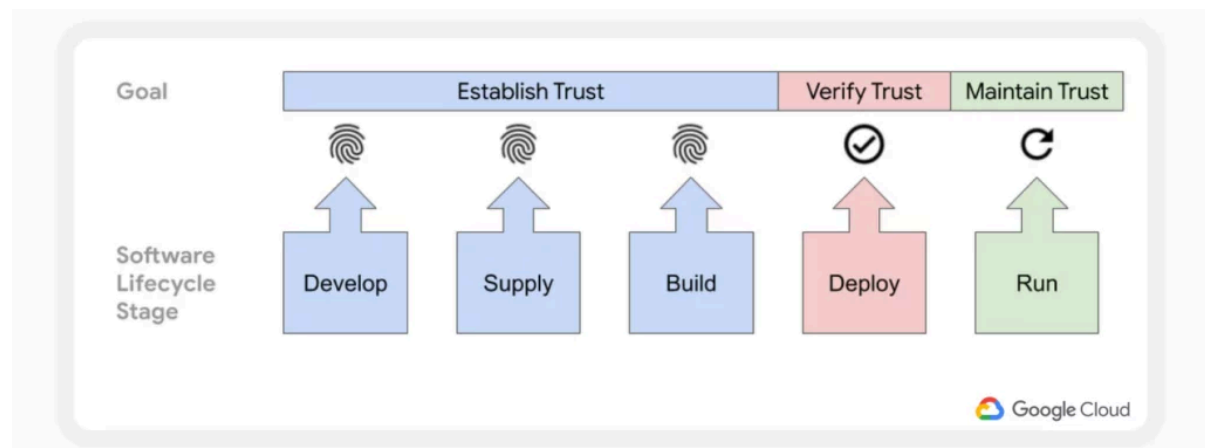 Goal
Establish Trust
Verify Trust
Maintain Trust
Software
Lifecycle
Stage
Develop
Supply
Build
Deploy
Run
Google Cloud